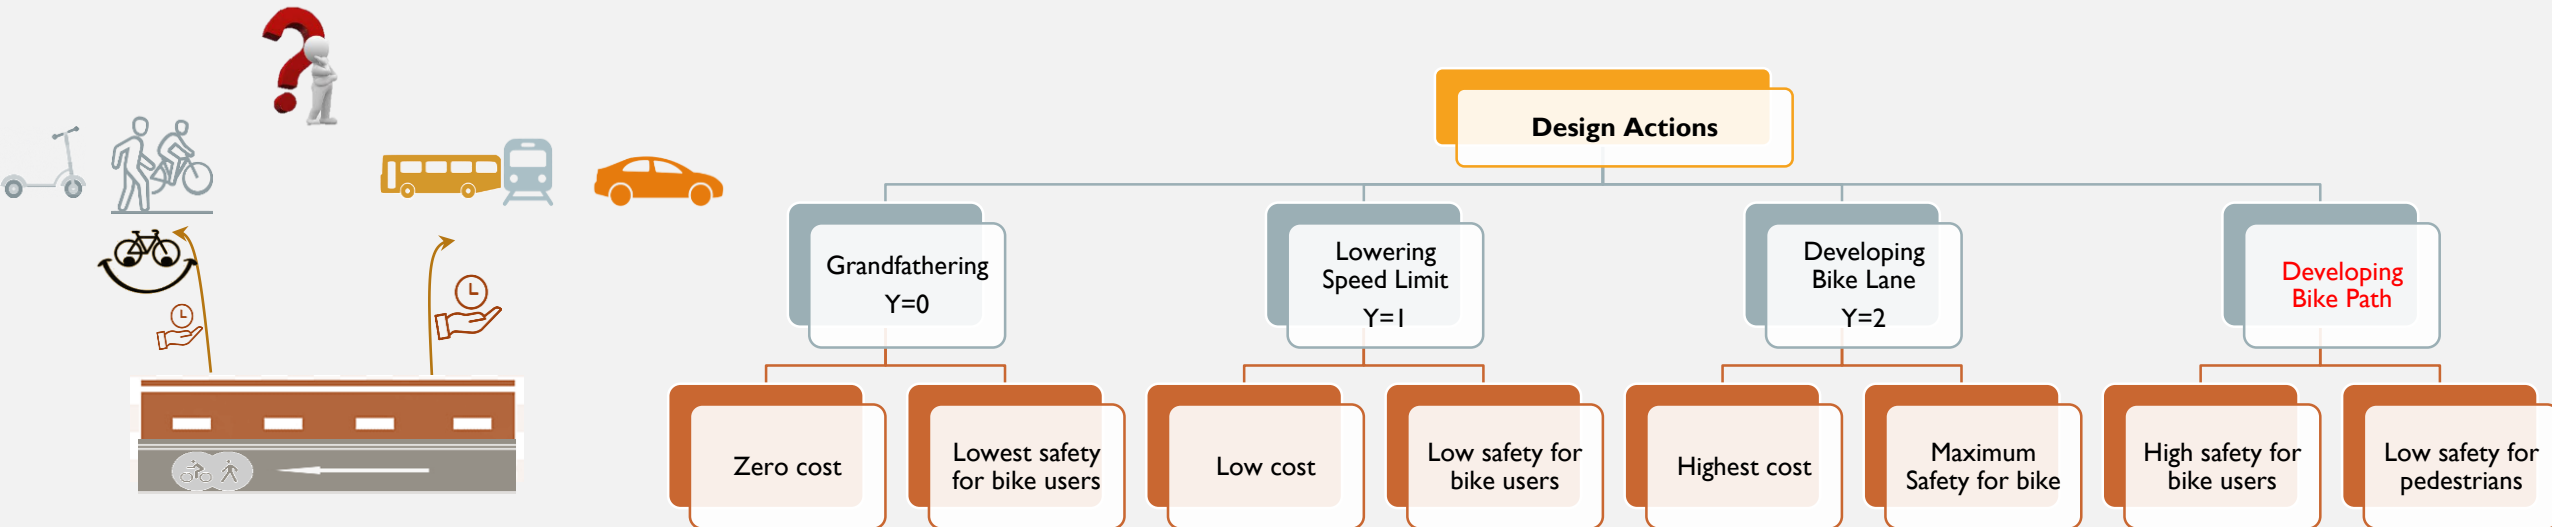 Design Actions
Grandfathering
Y=0
Lowering
Speed Limit
Y=1
Developing
Bike Lane
Y=2
Developing
Bike Path
Zero cost
Lowest safety
for bike users
Low cost
Low safety for
bike users
Highest cost
Maximum
Safety for bike
High safety for
bike users
Low safety for
pedestrians